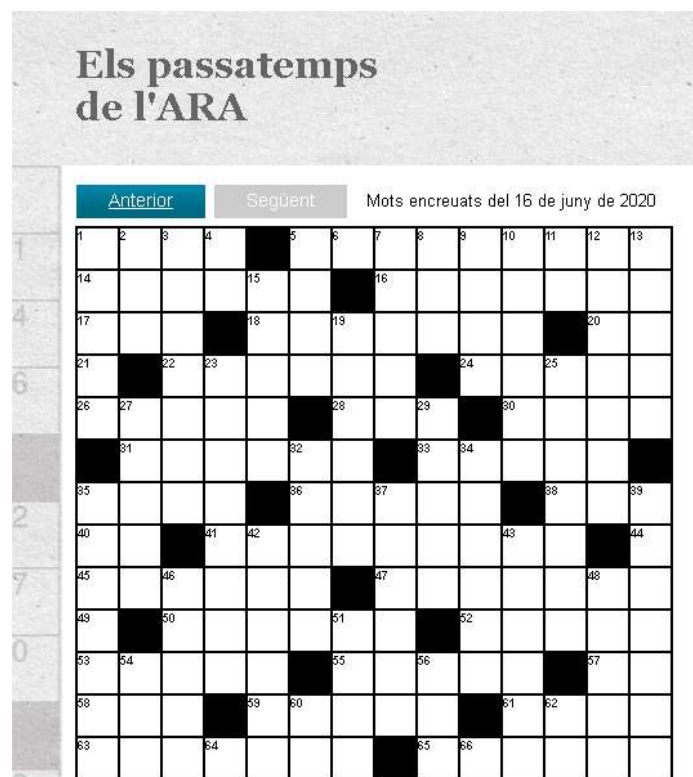 Els passatemps
de l'ARA
Anterior Següent Mots encreuats del 16 de juny de 2020
1 2 3 4 5 6 7 8 9 10 11 12 13
14 15 16
17 18 19 20
21 22 23 24 25
26 27 28 29 30
31 32 33 34
35 36 37 38 39
40 41 42 43 44
45 46 47 48
49 50 51 52
53 54 55 56 57
58 59 60 61 62
63 64 65 66